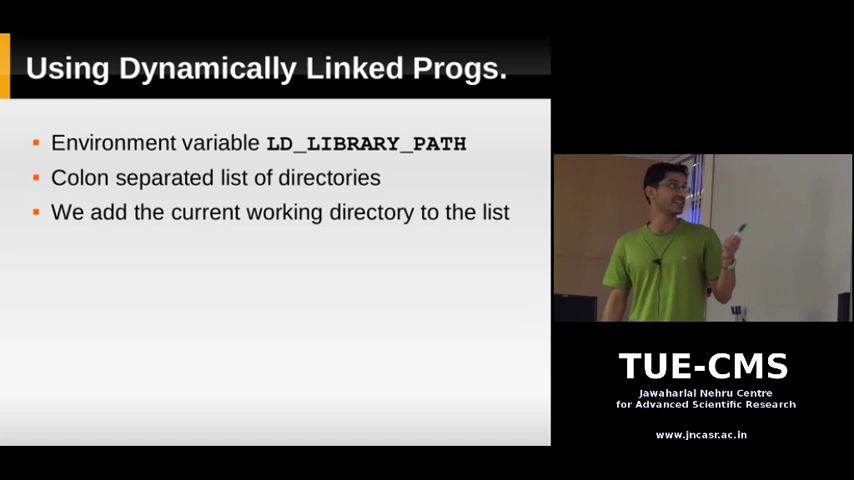 Using Dynamically Linked Progs.
Environment variable LD_LIBRARY_PATH
Colon separated list of directories
We add the current working directory to the list
TUE-CMS
Jawaharlal Nehru Centre
for Advanced Scientific Research
www.jncasr.ac.in